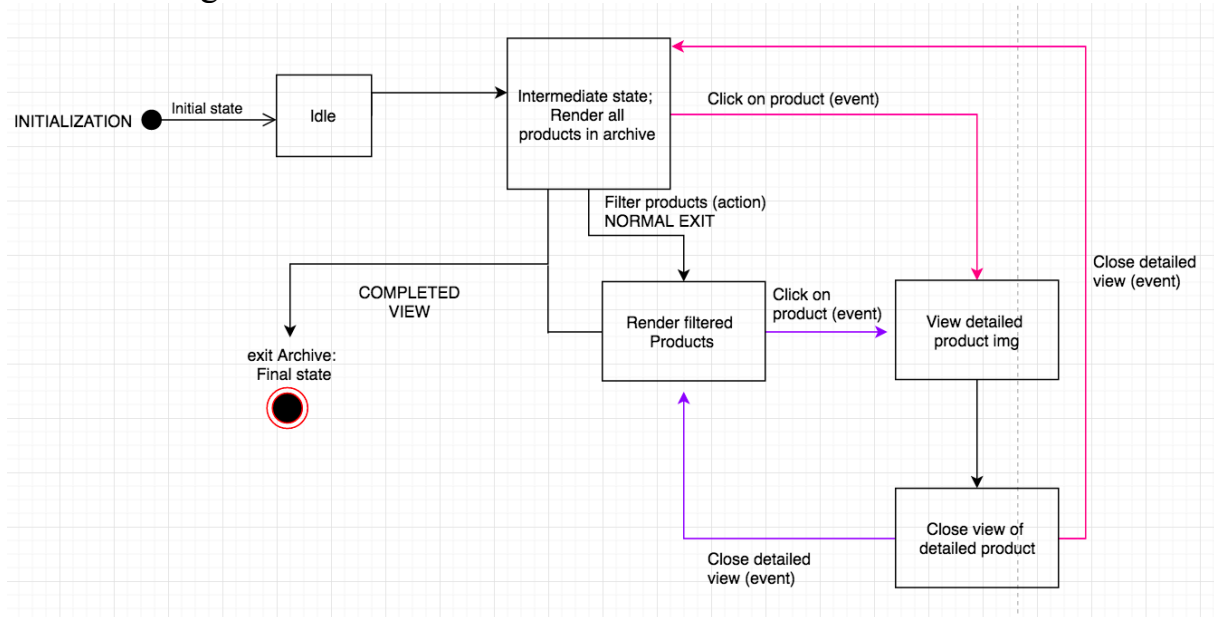 INITIALIZATION
Initial state
Idle
Intermediate state;
Render all
products in archive
Click on product (event)
Filter products (action)
NORMAL EXIT
Close detailed
view (event)
COMPLETED
VIEW
Click on
product (event)
Render filtered
Products
View detailed
product img
exit Archive:
Final state
Close view of
detailed product
Close detailed
view (event)